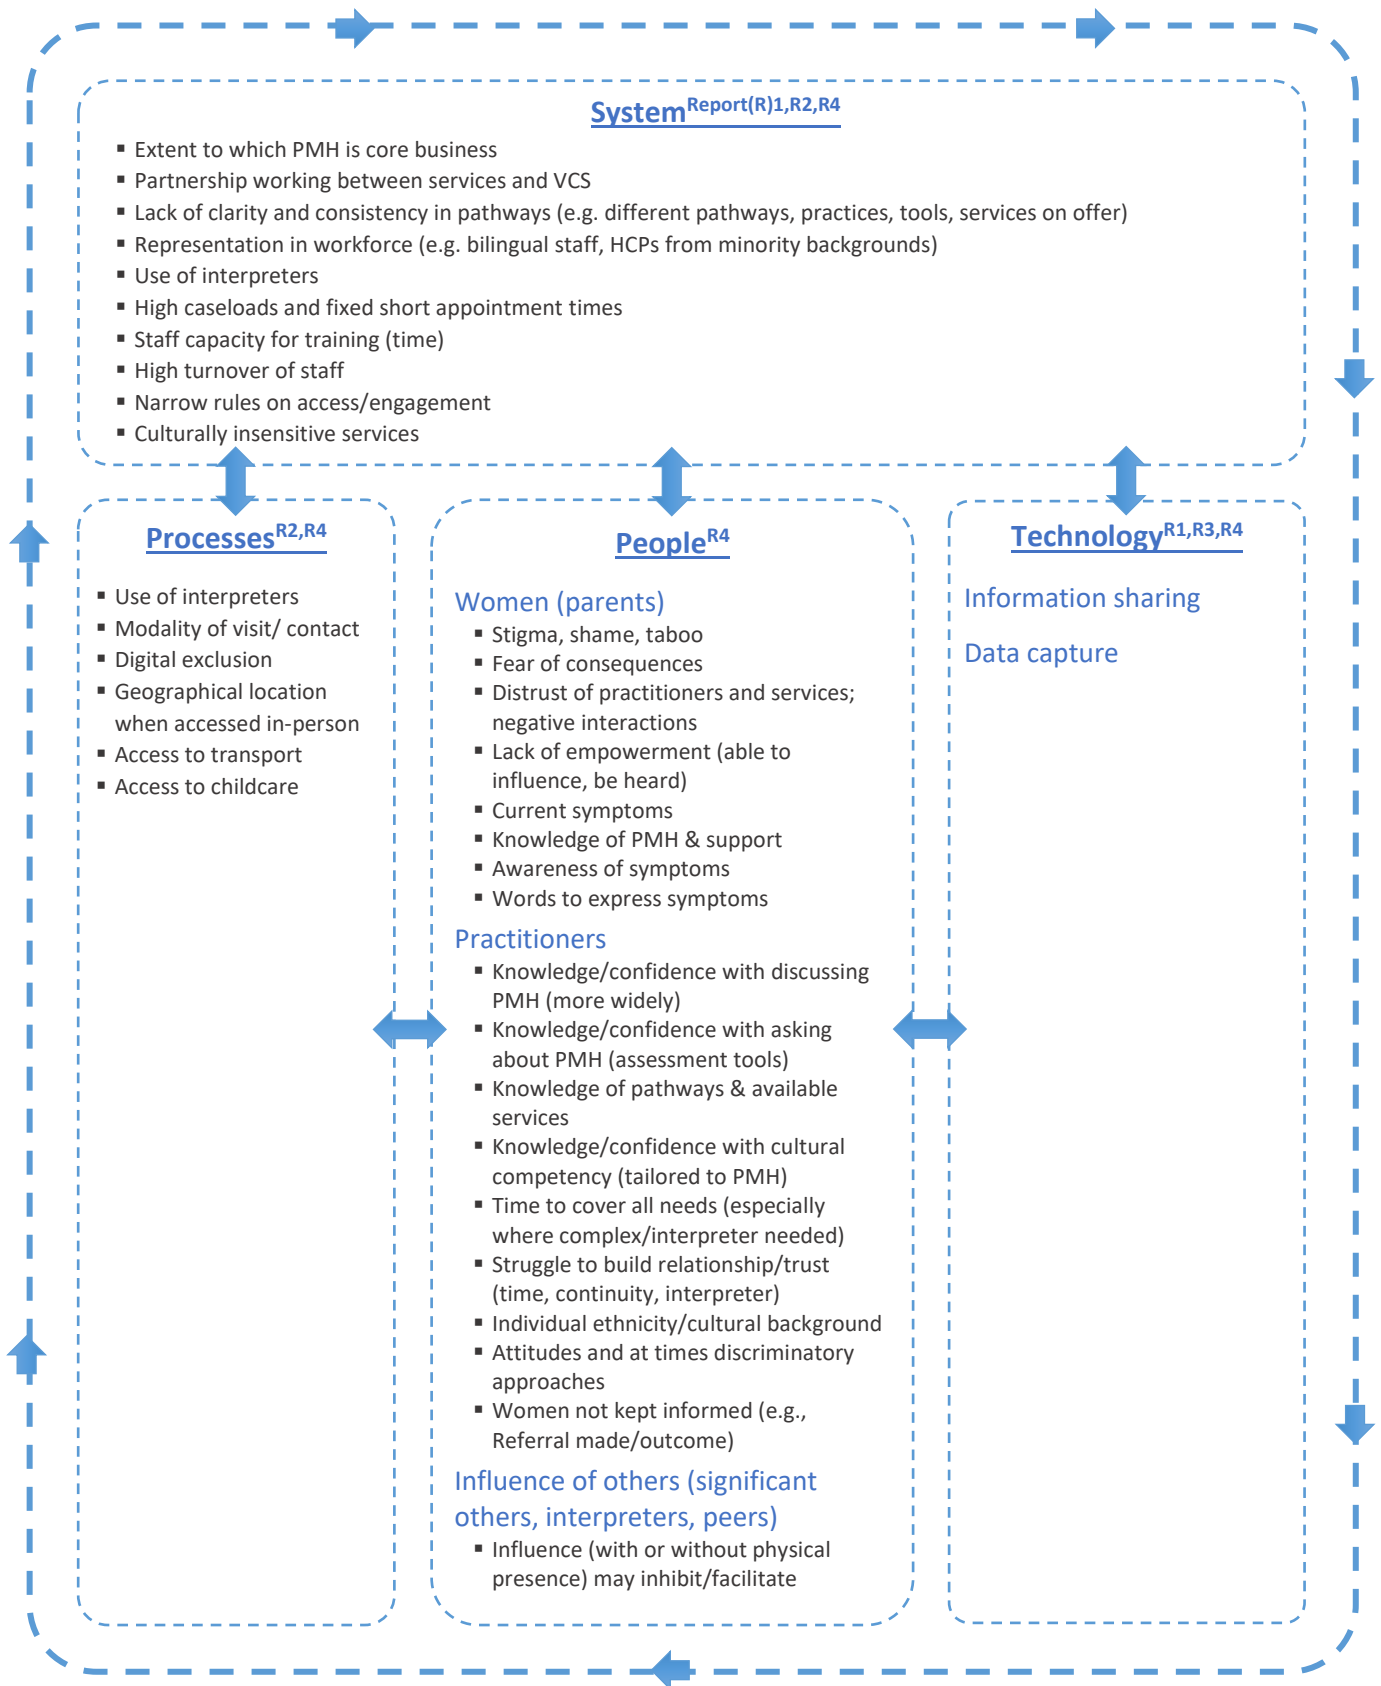 System^Report(R)1,R2,R4
▪ Extent to which PMH is core business
▪ Partnership working between services and VCS
▪ Lack of clarity and consistency in pathways (e.g. different pathways, practices, tools, services on offer)
▪ Representation in workforce (e.g. bilingual staff, HCPs from minority backgrounds)
▪ Use of interpreters
▪ High caseloads and fixed short appointment times
▪ Staff capacity for training (time)
▪ High turnover of staff
▪ Narrow rules on access/engagement
▪ Culturally insensitive services
Processes^R2,R4
▪ Use of interpreters
▪ Modality of visit/ contact
▪ Digital exclusion
▪ Geographical location
when accessed in-person
▪ Access to transport
▪ Access to childcare
People^R4
Women (parents)
▪ Stigma, shame, taboo
▪ Fear of consequences
▪ Distrust of practitioners and services;
negative interactions
▪ Lack of empowerment (able to
influence, be heard)
▪ Current symptoms
▪ Knowledge of PMH & support
▪ Awareness of symptoms
▪ Words to express symptoms
Practitioners
▪ Knowledge/confidence with discussing
PMH (more widely)
▪ Knowledge/confidence with asking
about PMH (assessment tools)
▪ Knowledge of pathways & available
services
▪ Knowledge/confidence with cultural
competency (tailored to PMH)
▪ Time to cover all needs (especially
where complex/interpreter needed)
▪ Struggle to build relationship/trust
(time, continuity, interpreter)
▪ Individual ethnicity/cultural background
▪ Attitudes and at times discriminatory
approaches
▪ Women not kept informed (e.g.,
Referral made/outcome)
Influence of others (significant
others, interpreters, peers)
▪ Influence (with or without physical
presence) may inhibit/facilitate
Technology^R1,R3,R4
Information sharing
Data capture